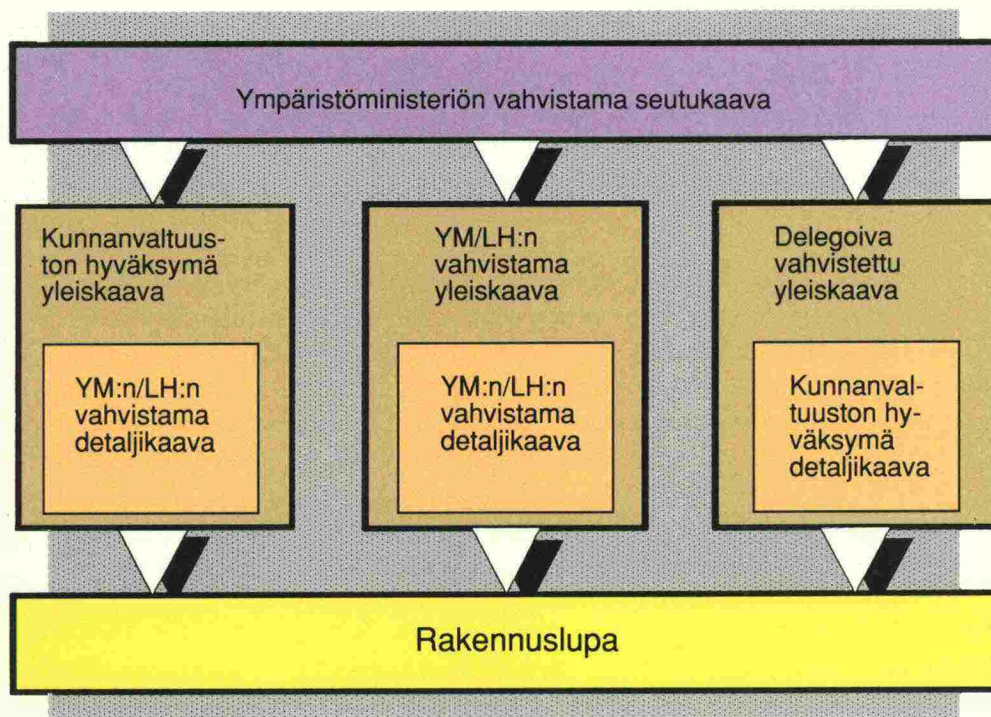 Ympäristöministeriön vahvistama seutukaava
Kunnanvaltuus-
ton hyväksymä
yleiskaava
YM:n/LH:n
vahvistama
detaljikaava
YM/LH:n
vahvistama
yleiskaava
YM:n/LH:n
vahvistama
detaljikaava
Delegoiva
vahvistettu
yleiskaava
Kunnanval-
tuuston hy-
väksymä
detaljikaava
Rakennuslupa